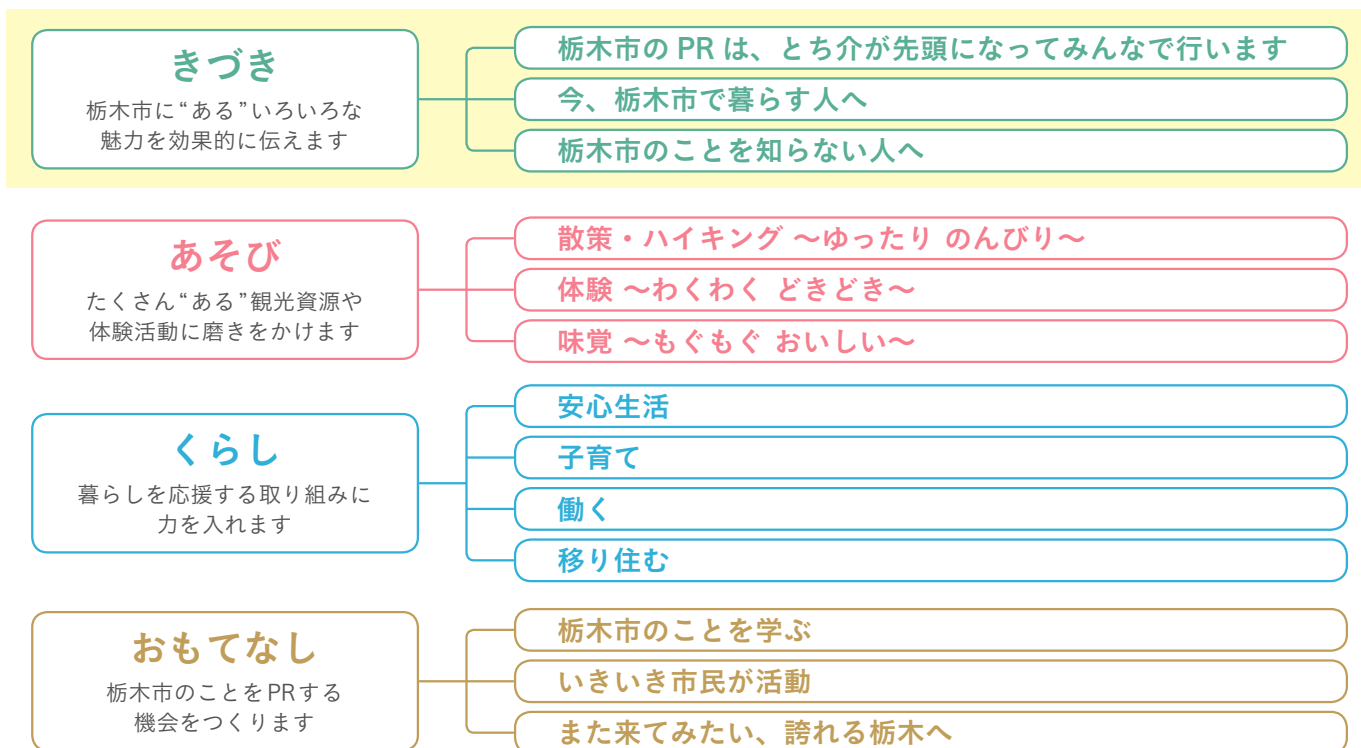 きづき
栃木市に“ある”いろいろな
魅力を効果的に伝えます
栃木市の PR は、とち介が先頭になってみんなで行います
今、栃木市で暮らす人へ
栃木市のことを知らない人へ
あそび
たくさん“ある”観光資源や
体験活動に磨きをかけます
散策・ハイキング ～ゆったり のんびり～
体験 ～わくわく どきどき～
味覚 ～もぐもぐ おいしい～
くらし
暮らしを応援する取り組みに
力を入れます
安心生活
子育て
働く
移り住む
おもてなし
栃木市のことをPRする
機会をつくります
栃木市のことを学ぶ
いきいき市民が活動
また来てみたい、誇れる栃木へ